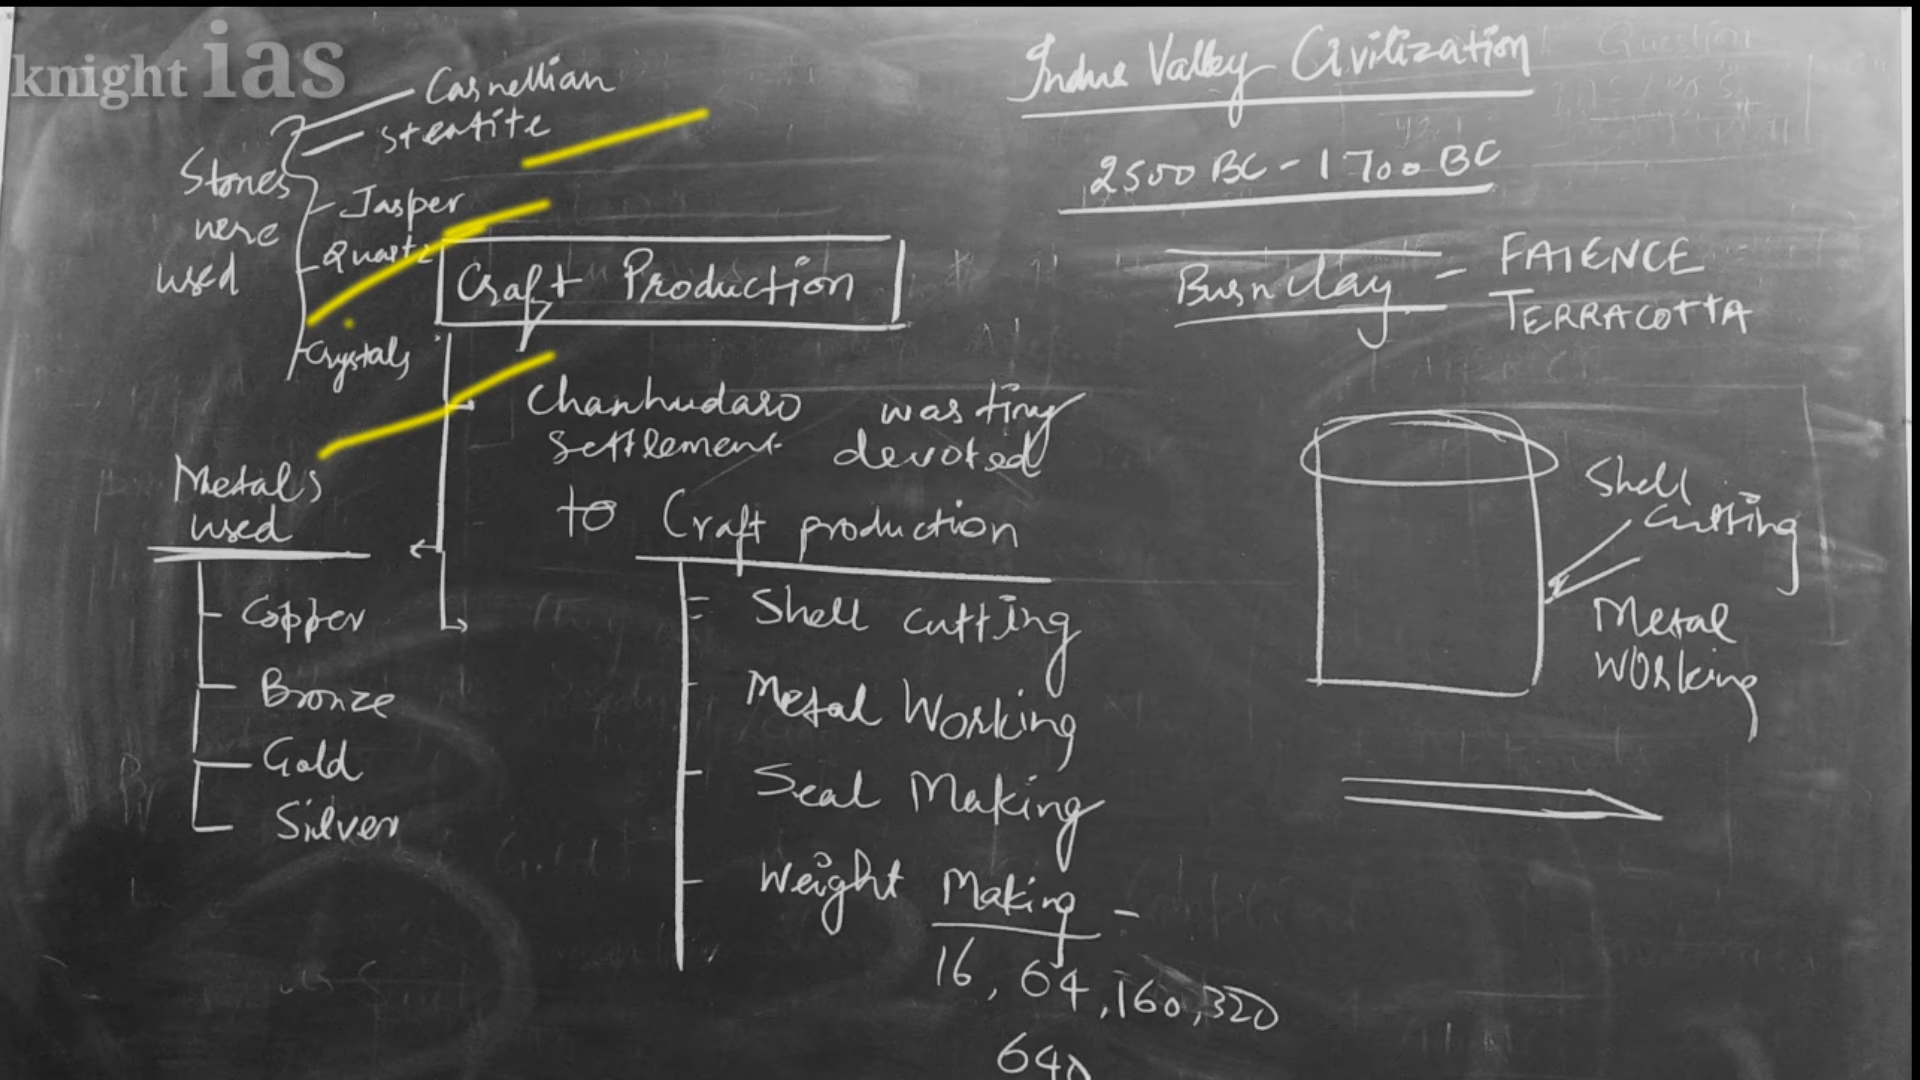 knight ias
Indus Valley Civilization
2500 BC - 1700 BC
Carnellian
steatite
Stones
were
used
Jasper
Quartz
Crystals
Craft Production
Burn Clay - FAIENCE
TERRACOTTA
Chanhudaro was tiny
settlement devoted
to Craft production
Metals
used
Copper
Bronze
Gold
Silver
Shell cutting
Metal Working
Seal Making
Weight Making -
16, 64, 160, 320
640
Shell
cutting
Metal
Working